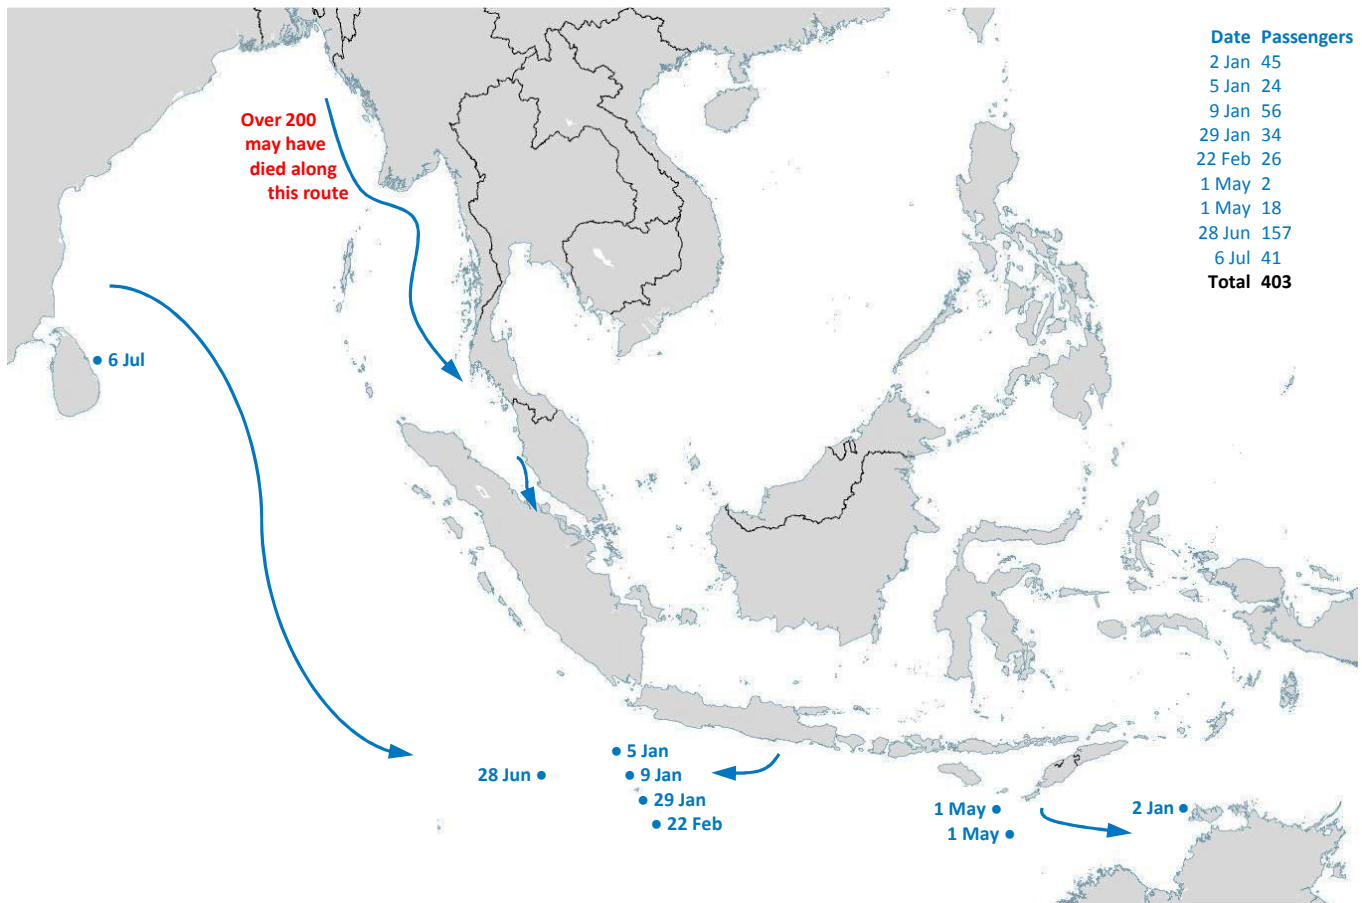 Date Passengers
2 Jan 45
5 Jan 24
9 Jan 56
29 Jan 34
22 Feb 26
1 May 2
1 May 18
28 Jun 157
6 Jul 41
Total 403
Over 200
may have
died along
this route
6 Jul
5 Jan
28 Jun
9 Jan
29 Jan
22 Feb
1 May
2 Jan
1 May